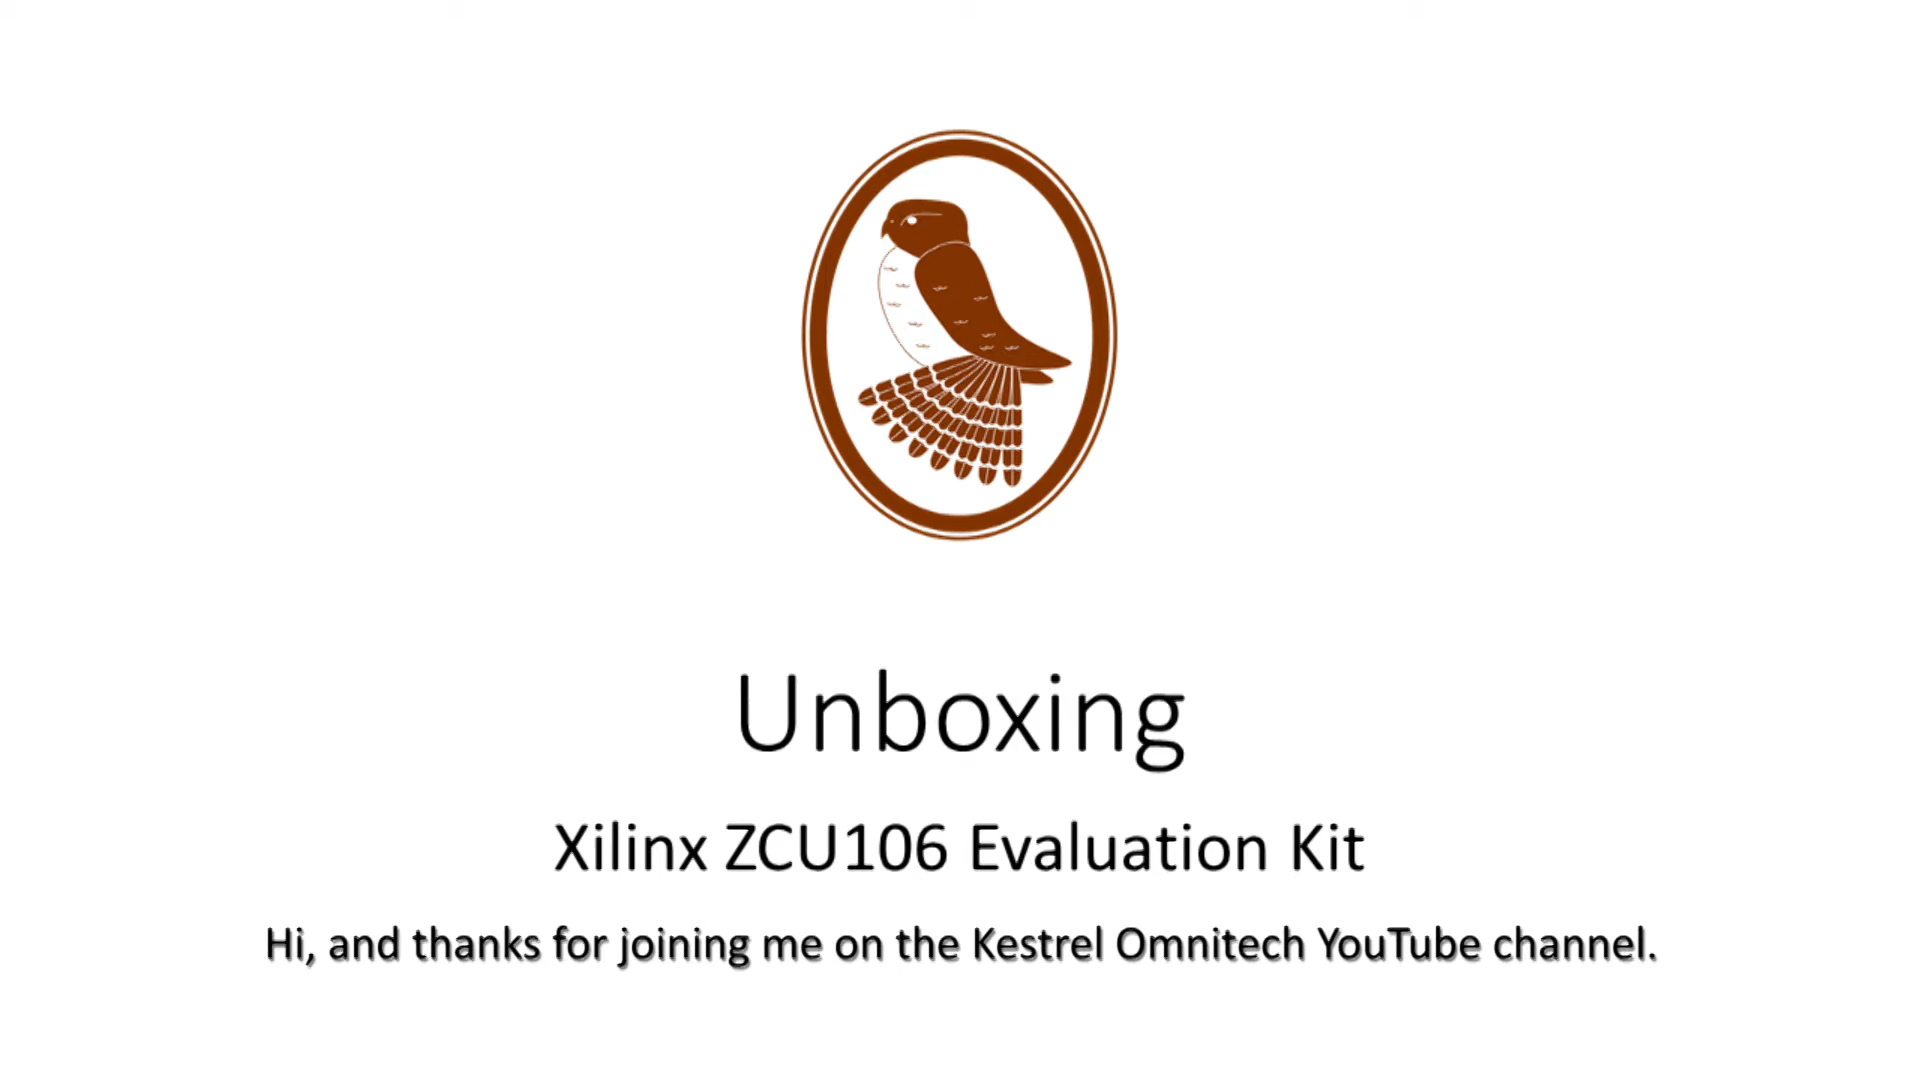 Unboxing
Xilinx ZCU106 Evaluation Kit
Hi, and thanks for joining me on the Kestrel Omnitech YouTube channel.